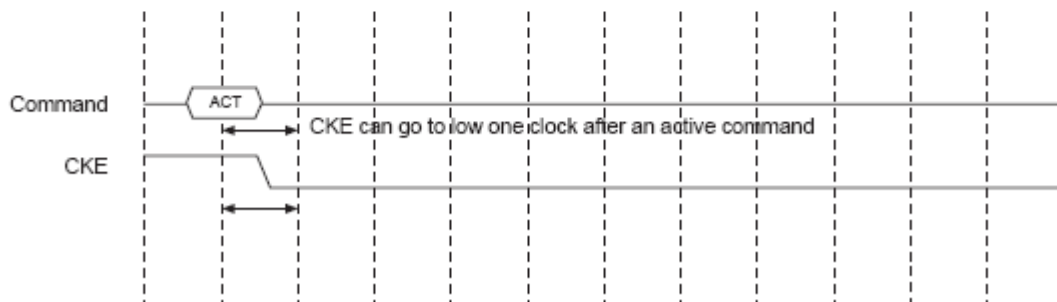 Command
ACT
CKE can go to low one clock after an active command
CKE